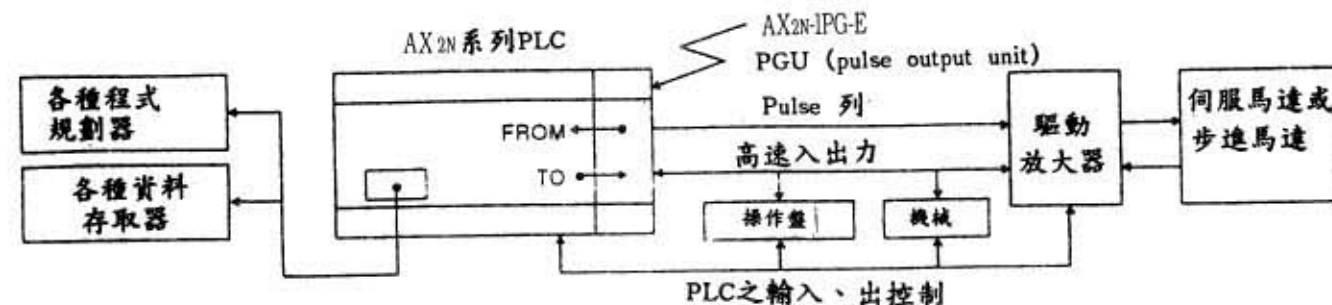 AX2N系列PLC
AX2N-1PG-E
PGU (pulse output unit)
各種程式
規劃器
各種資料
存取器
FROM
TO
Pulse 列
高速入出力
操作盤
機械
驅動
放大器
伺服馬達或
步進馬達
PLC之輸入、出控制